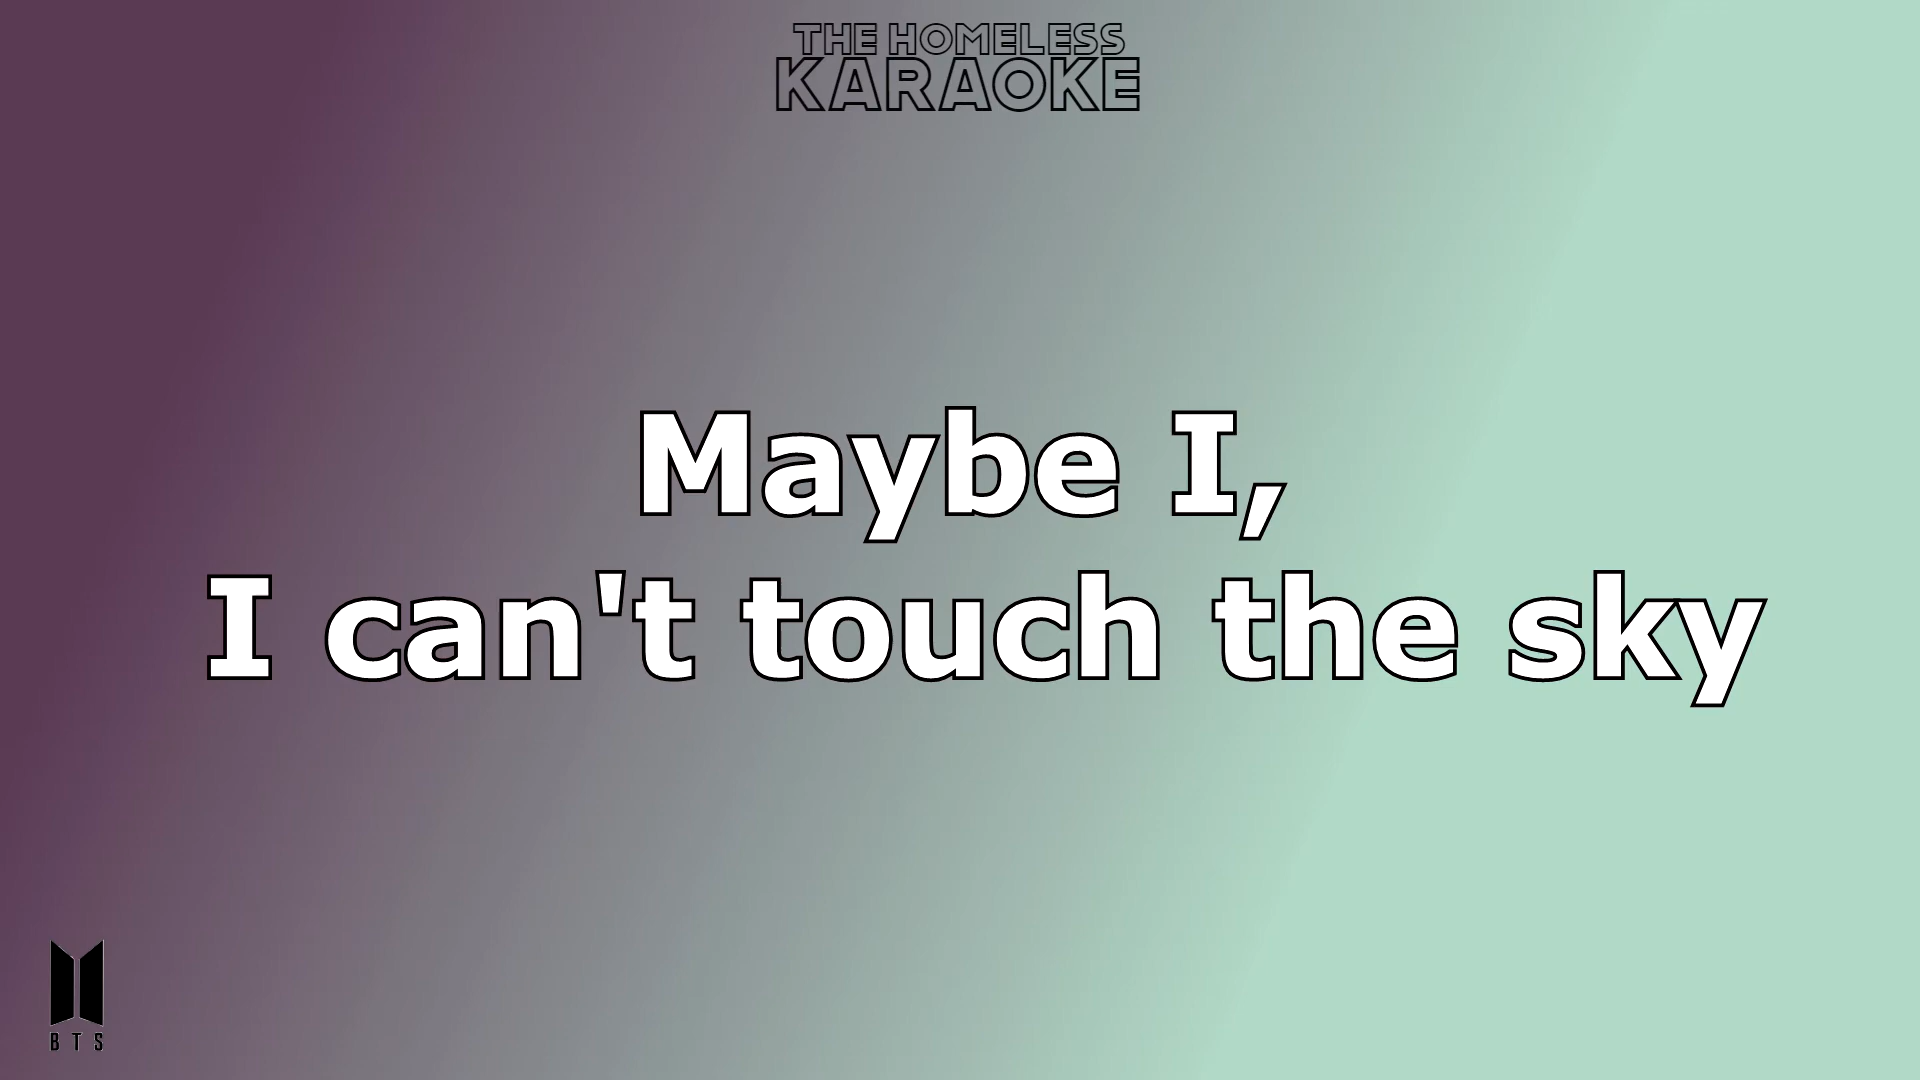 THE HOMELESS
KARAOKE
Maybe I,
I can't touch the sky
BTS